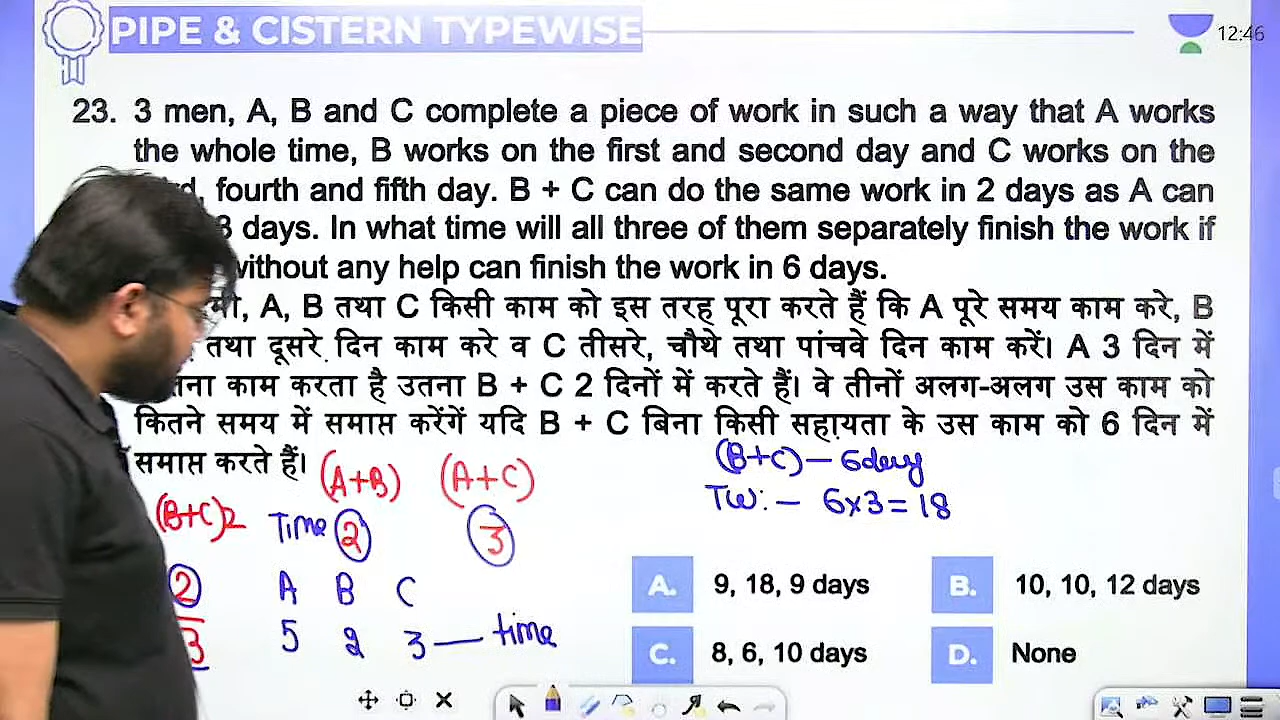 PIPE & CISTERN TYPEWISE
12:46
23. 3 men, A, B and C complete a piece of work in such a way that A works
the whole time, B works on the first and second day and C works on the
fourth and fifth day. B + C can do the same work in 2 days as A can
3 days. In what time will all three of them separately finish the work if
without any help can finish the work in 6 days.
A, B तथा C किसी काम को इस तरह पूरा करते हैं कि A पूरे समय काम करे, B
तथा दूसरे दिन काम करे व C तीसरे, चौथे तथा पांचवे दिन काम करें। A 3 दिन में
काम करता है उतना B + C 2 दिनों में करते हैं। वे तीनों अलग-अलग उस काम को
कितने समय में समाप्त करेंगें यदि B + C बिना किसी सहायता के उस काम को 6 दिन में
समाप्त करते हैं।
(B+C) – 6day
TW:- 6x3=18
(A+B) (A+C)
(B+C)2 Time 2 3
2 A B C
3 5 2 3 — time
A. 9, 18, 9 days
B. 10, 10, 12 days
C. 8, 6, 10 days
D. None